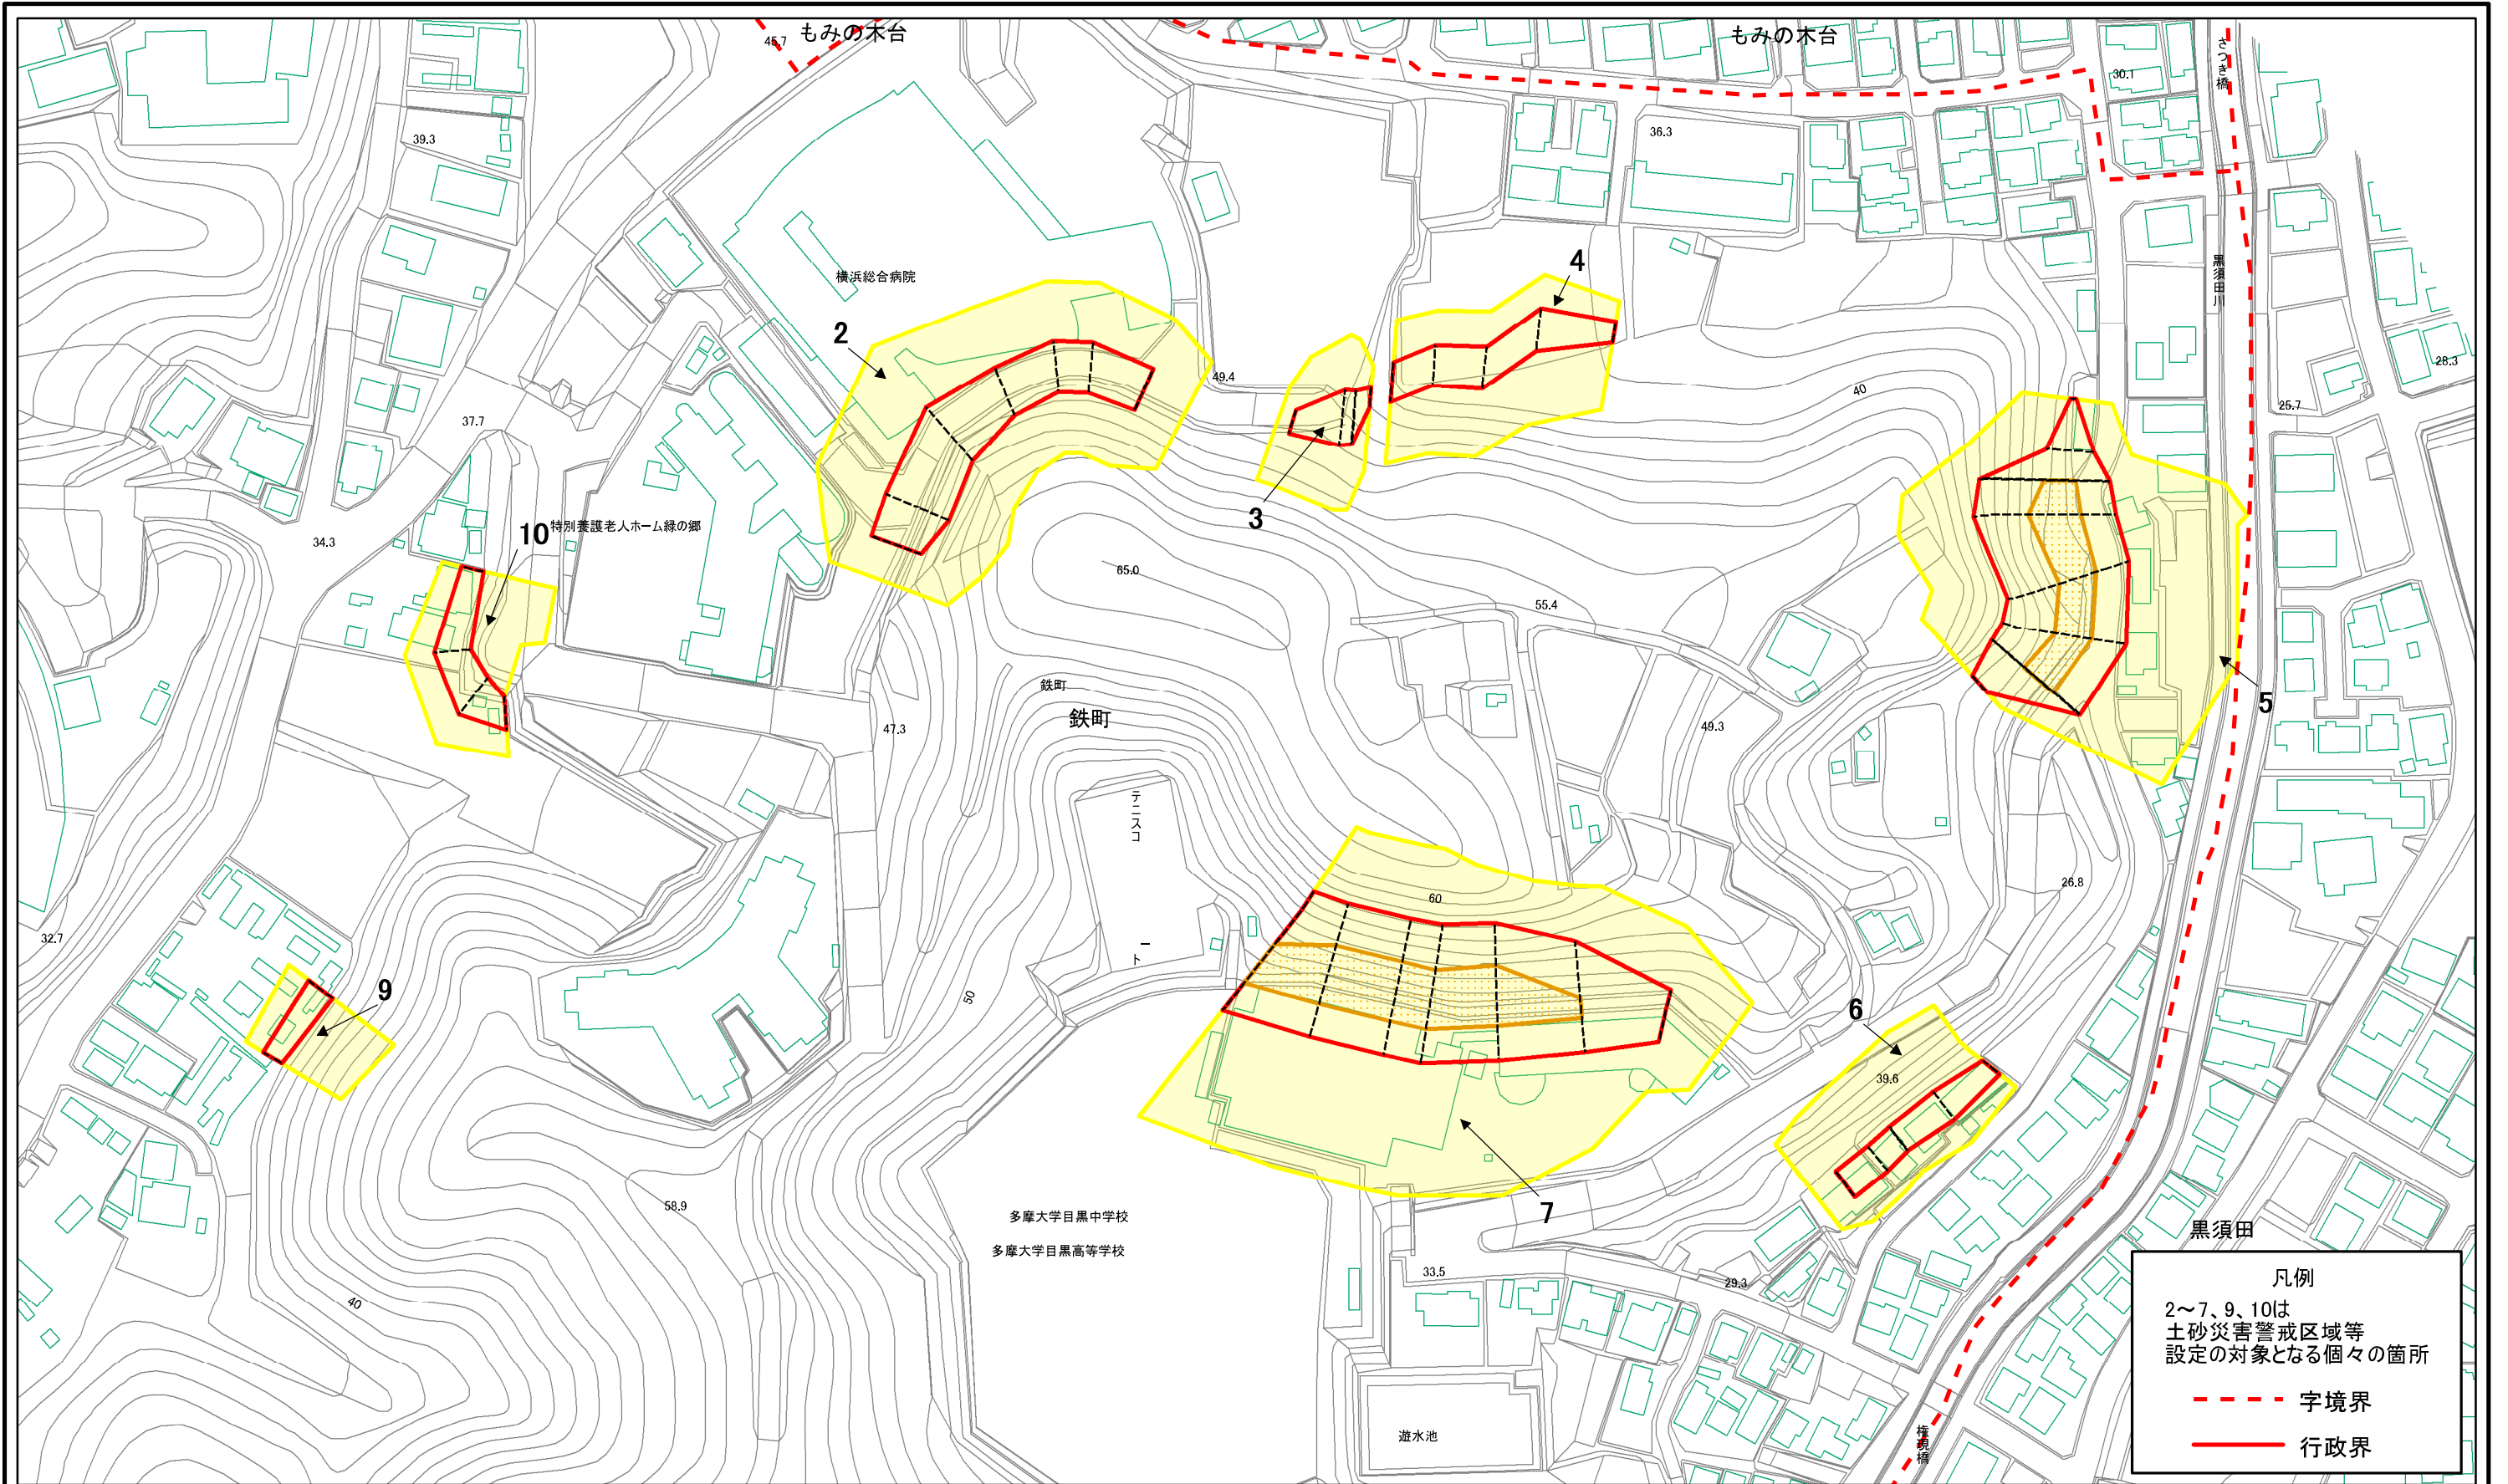 もみの木台
もみの木台
45.7
さつき橋
30.1
39.3
36.3
横浜総合病院
黒須田川
4
2
28.3
49.4
40
25.7
37.7
3
10
特別養護老人ホーム緑の郷
34.3
65.0
55.4
鉄町
鉄町
5
47.3
49.3
テニスコ
ート
60
26.8
32.7
9
50
6
39.6
58.9
7
多摩大学目黒中学校
多摩大学目黒高等学校
黒須田
33.5
29.3
40
遊水池
権現橋
凡例
2～7、9、10は
土砂災害警戒区域等
設定の対象となる個々の箇所
字境界
行政界